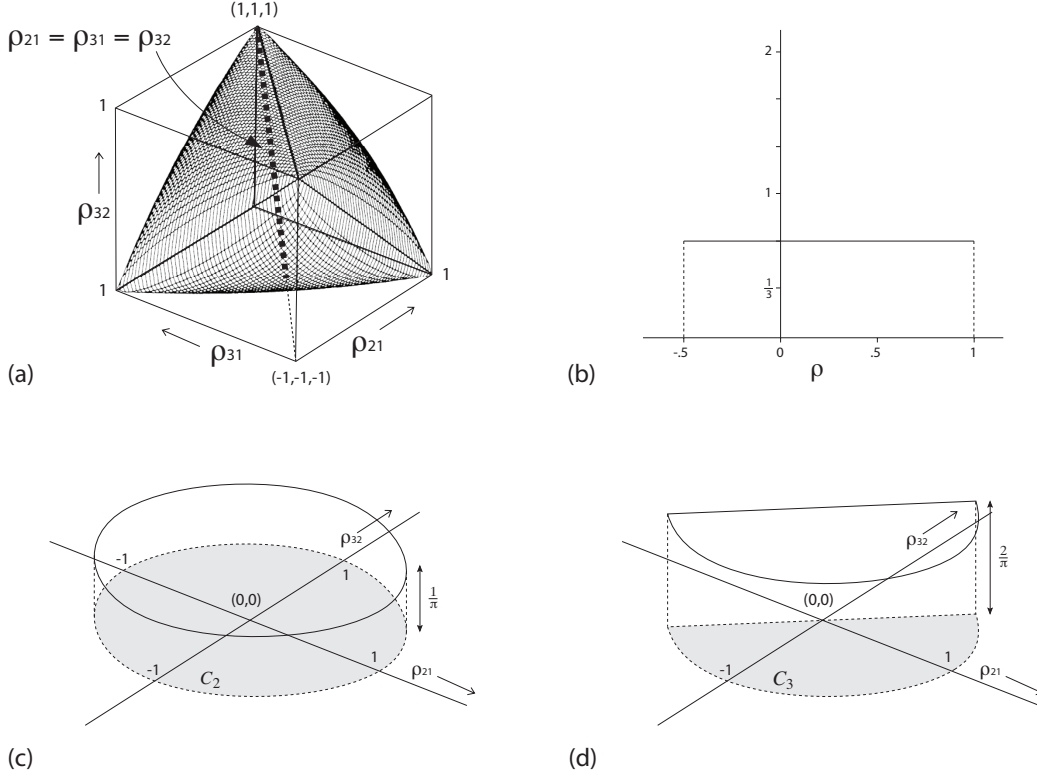 (1,1,1)
ρ21 = ρ31 = ρ32
1
ρ32
1
1
ρ31
ρ21
(-1,-1,-1)
(a)
2
1
1/3
-.5
0
.5
1
ρ
(b)
-1
ρ32
1
(0,0)
1/π
-1
C2
1
ρ21
(c)
ρ32
2/π
(0,0)
-1
C3
1
ρ21
(d)